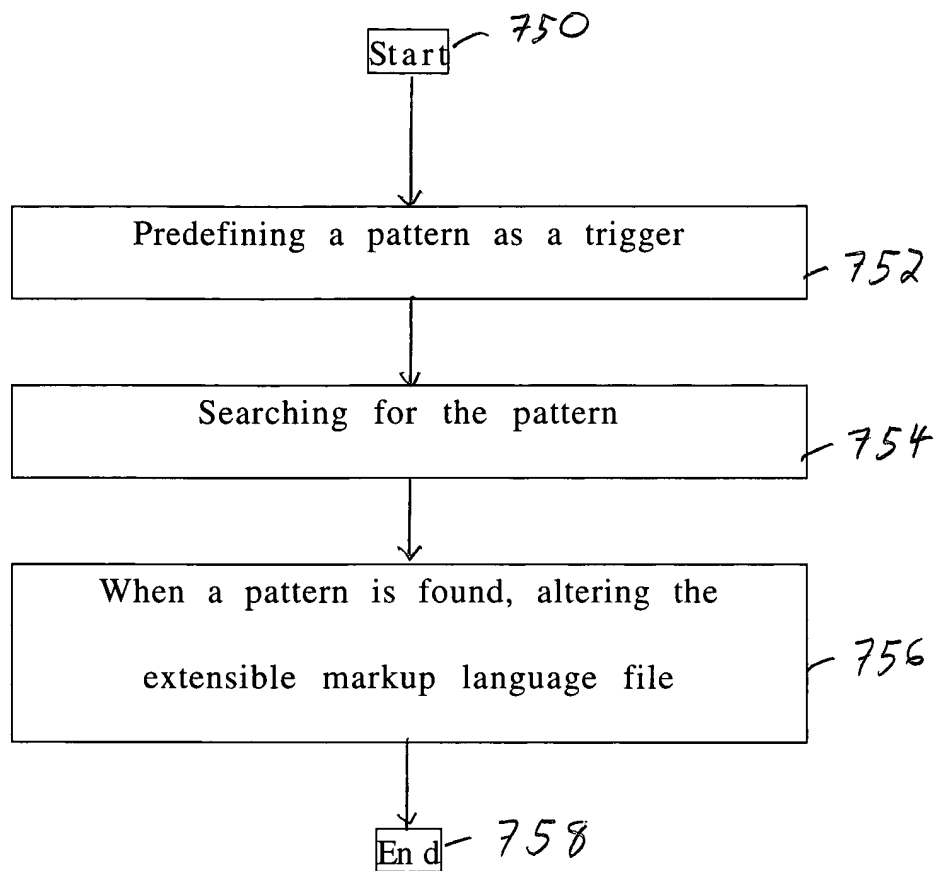 Start 750
Predefining a pattern as a trigger
752
Searching for the pattern
754
When a pattern is found, altering the
extensible markup language file
756
End 758